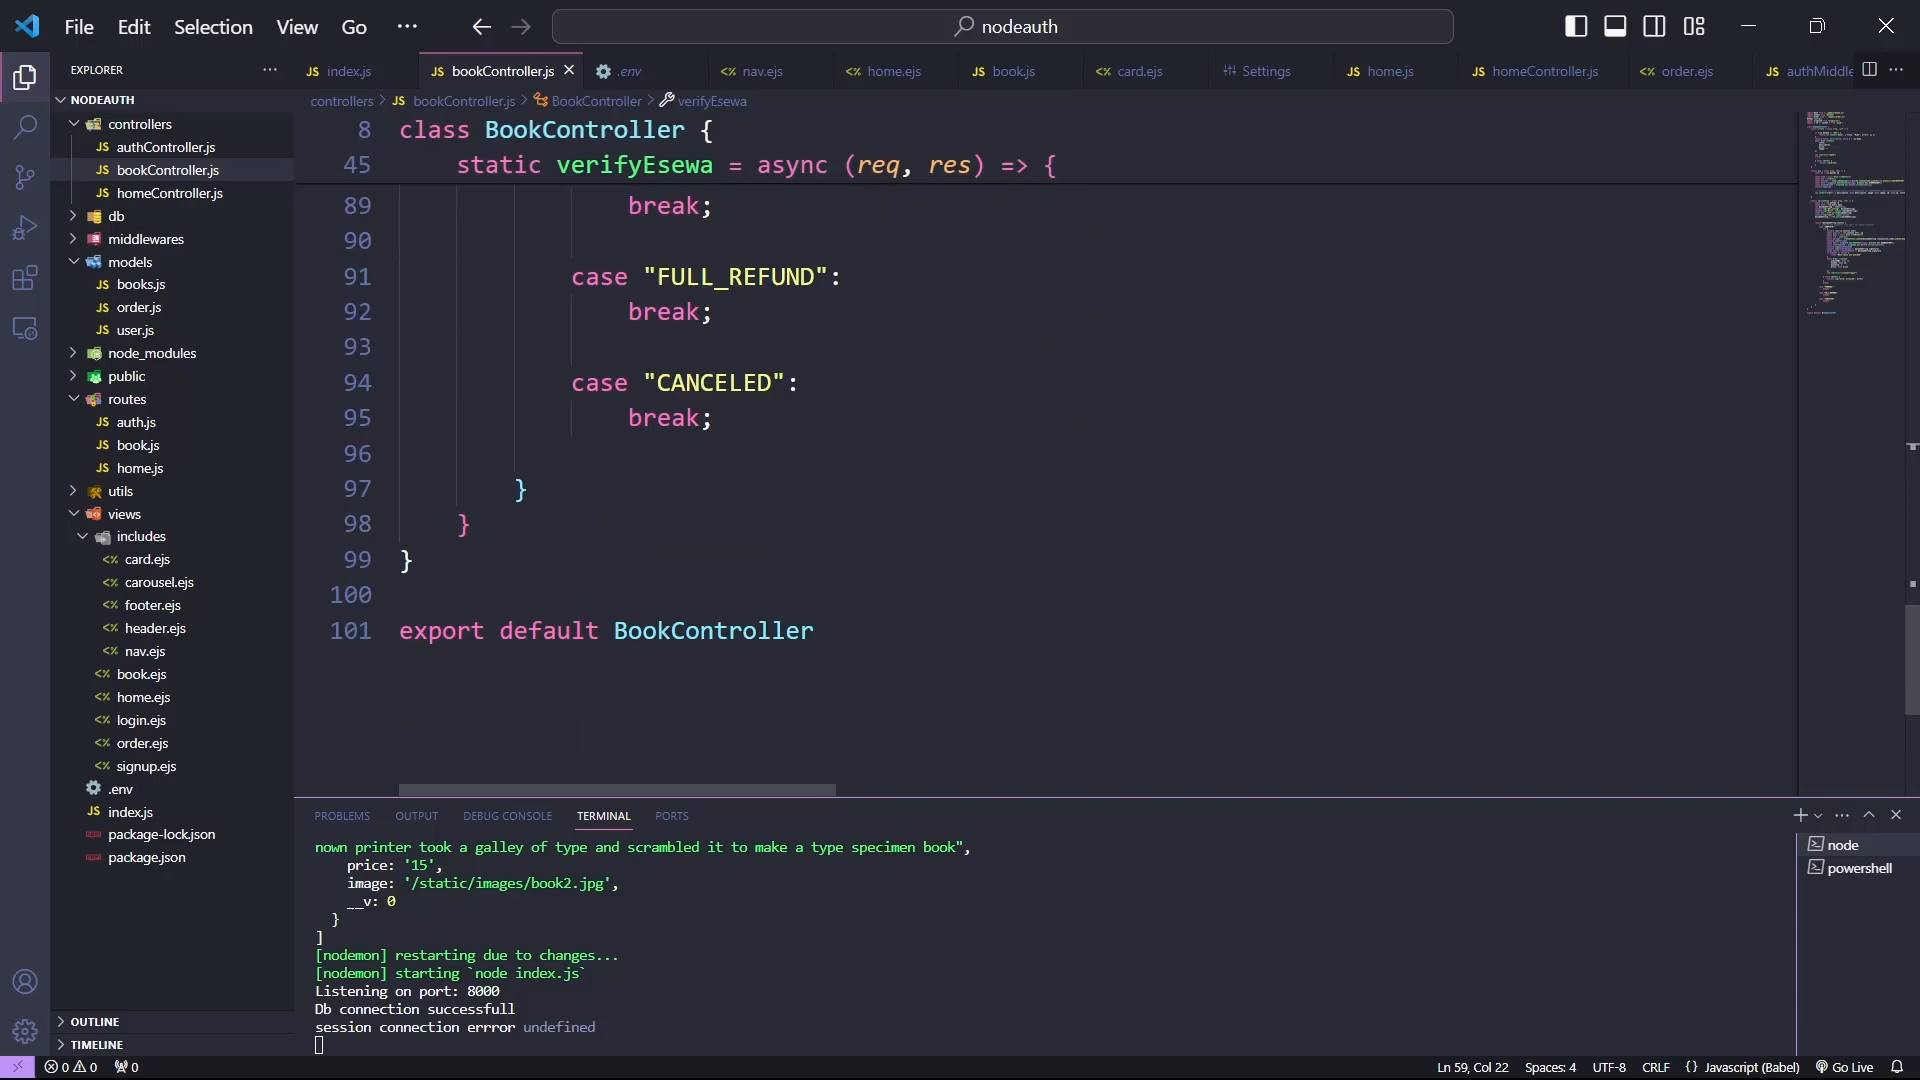 File Edit Selection View Go ··· nodeauth
EXPLORER ···
JS index.js JS bookController.js .env <% nav.ejs <% home.ejs JS book.js <% card.ejs Settings JS home.js JS homeController.js <% order.ejs JS authMiddle ···
controllers > JS bookController.js > BookController > verifyEsewa
NODEAUTH
controllers
JS authController.js
JS bookController.js
JS homeController.js
db
middlewares
models
JS books.js
JS order.js
JS user.js
node_modules
public
routes
JS auth.js
JS book.js
JS home.js
utils
views
includes
<% card.ejs
<% carousel.ejs
<% footer.ejs
<% header.ejs
<% nav.ejs
<% book.ejs
<% home.ejs
<% login.ejs
<% order.ejs
<% signup.ejs
.env
JS index.js
package-lock.json
package.json
OUTLINE
TIMELINE
8 class BookController {
45 static verifyEsewa = async (req, res) => {
89 break;
90
91 case "FULL_REFUND":
92 break;
93
94 case "CANCELED":
95 break;
96
97 }
98 }
99 }
100
101 export default BookController
PROBLEMS OUTPUT DEBUG CONSOLE TERMINAL PORTS
nown printer took a galley of type and scrambled it to make a type specimen book",
price: '15',
image: '/static/images/book2.jpg',
__v: 0
}
]
[nodemon] restarting due to changes...
[nodemon] starting `node index.js`
Listening on port: 8000
Db connection successfull
session connection errror undefined
node
powershell
0 0 0 Ln 59, Col 22 Spaces: 4 UTF-8 CRLF {} Javascript (Babel) Go Live